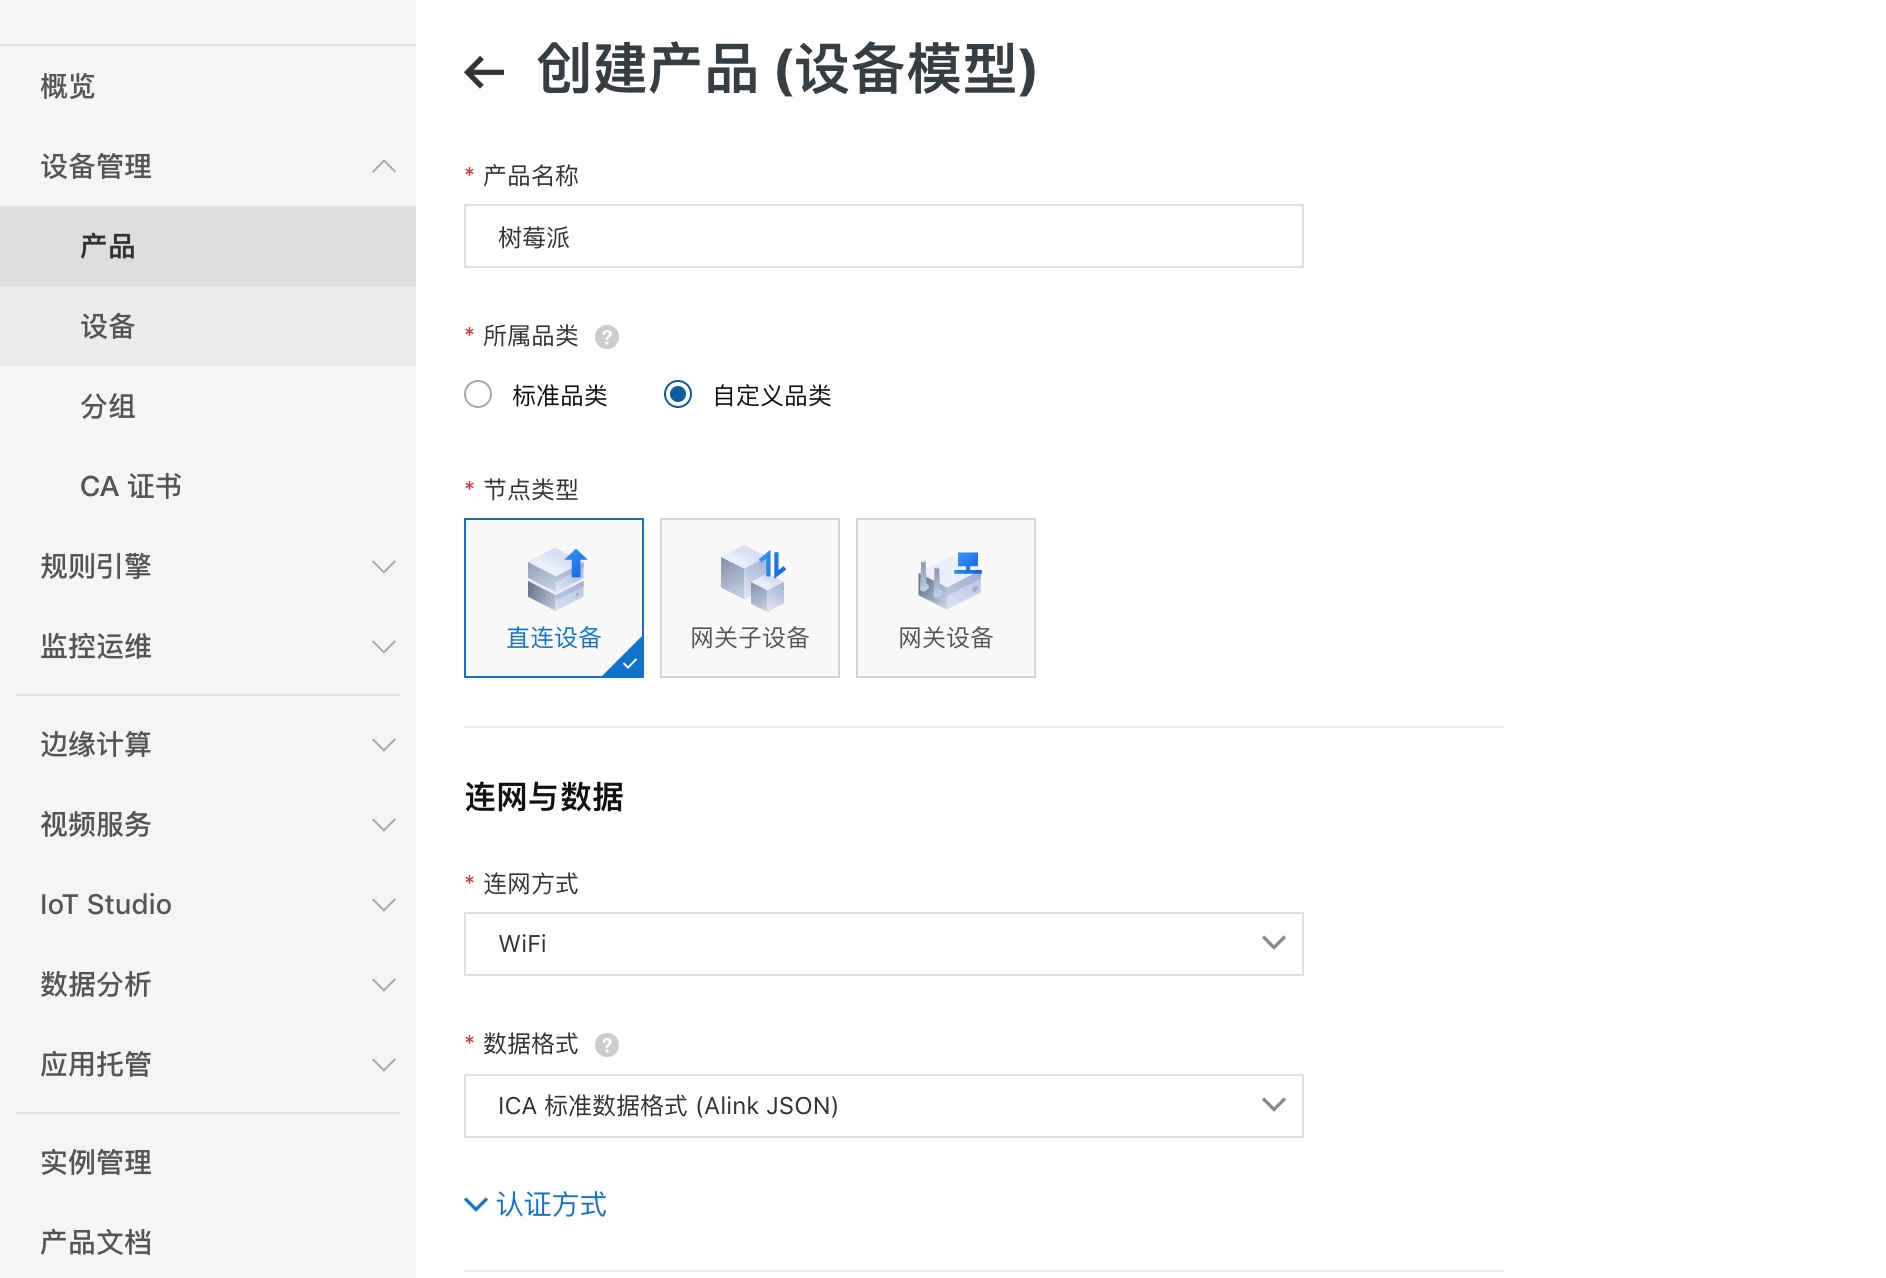 概览
设备管理
产品
设备
分组
CA 证书
规则引擎
监控运维
边缘计算
视频服务
IoT Studio
数据分析
应用托管
实例管理
产品文档
创建产品 (设备模型)
* 产品名称
树莓派
* 所属品类 ?
标准品类 自定义品类
* 节点类型
直连设备 网关子设备 网关设备
连网与数据
* 连网方式
WiFi
* 数据格式 ?
ICA 标准数据格式 (Alink JSON)
认证方式